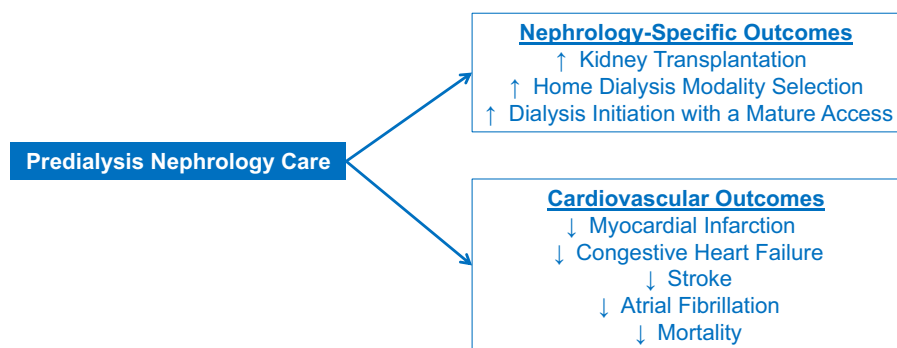 Nephrology-Specific Outcomes
↑ Kidney Transplantation
↑ Home Dialysis Modality Selection
↑ Dialysis Initiation with a Mature Access
Predialysis Nephrology Care
Cardiovascular Outcomes
↓ Myocardial Infarction
↓ Congestive Heart Failure
↓ Stroke
↓ Atrial Fibrillation
↓ Mortality